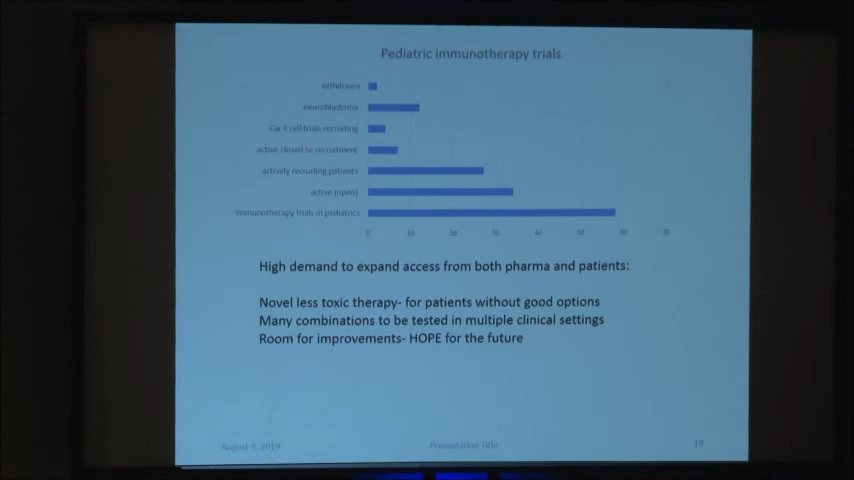 Pediatric immunotherapy trials
withdrawn
neuroblastoma
Car-t cell trials recruiting
active closed to recruitment
actively recruiting patients
active (open)
immunotherapy trials in pediatrics
0 10 20 30 40 50 60 70
High demand to expand access from both pharma and patients:
Novel less toxic therapy- for patients without good options
Many combinations to be tested in multiple clinical settings
Room for improvements- HOPE for the future
August 9, 2019 Presentation Title 19